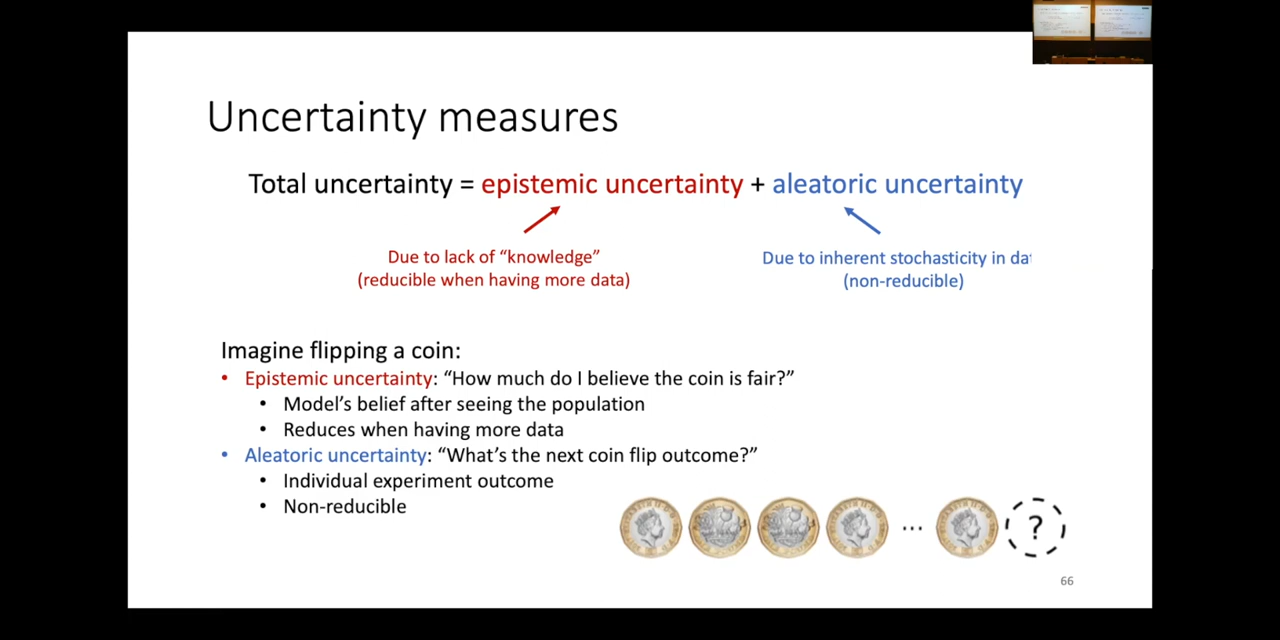 Uncertainty measures
Total uncertainty = epistemic uncertainty + aleatoric uncertainty
Due to lack of “knowledge”
(reducible when having more data)
Due to inherent stochasticity in dat
(non-reducible)
Imagine flipping a coin:
• Epistemic uncertainty: “How much do I believe the coin is fair?”
• Model’s belief after seeing the population
• Reduces when having more data
• Aleatoric uncertainty: “What’s the next coin flip outcome?”
• Individual experiment outcome
• Non-reducible
... ?
66